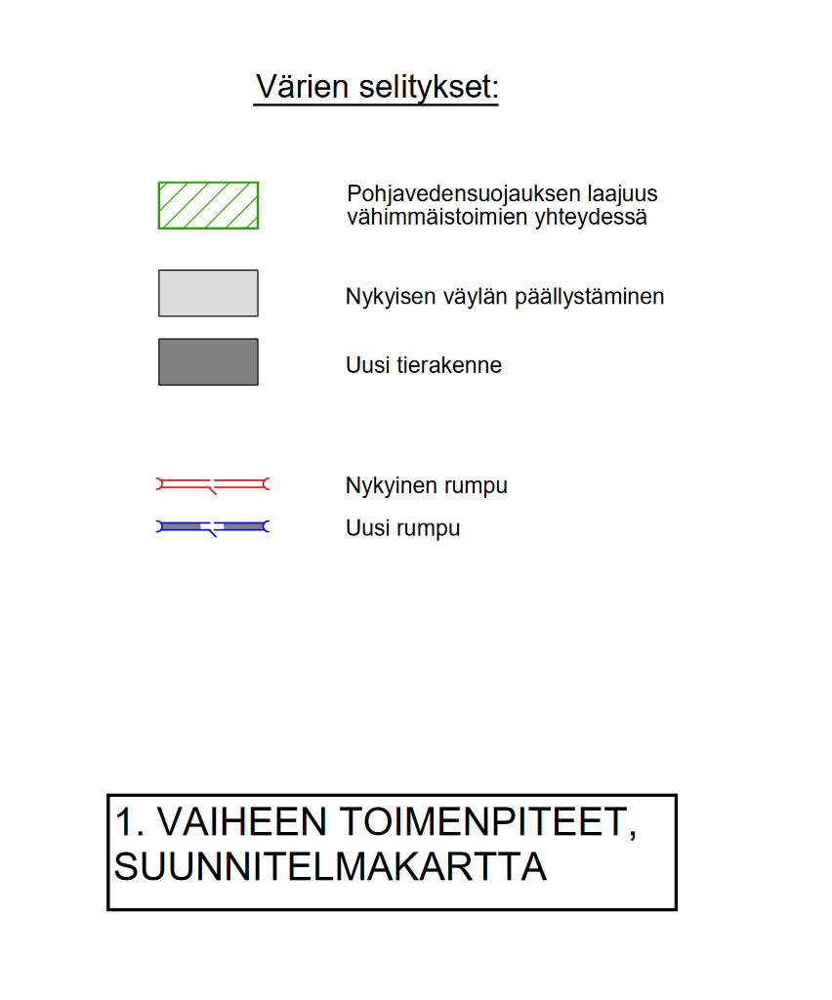 Värien selitykset:
Pohjavedensuojauksen laajuus
vähimmäistoimien yhteydessä
Nykyisen väylän päällystäminen
Uusi tierakenne
Nykyinen rumpu
Uusi rumpu
1. VAIHEEN TOIMENPITEET,
SUUNNITELMAKARTTA